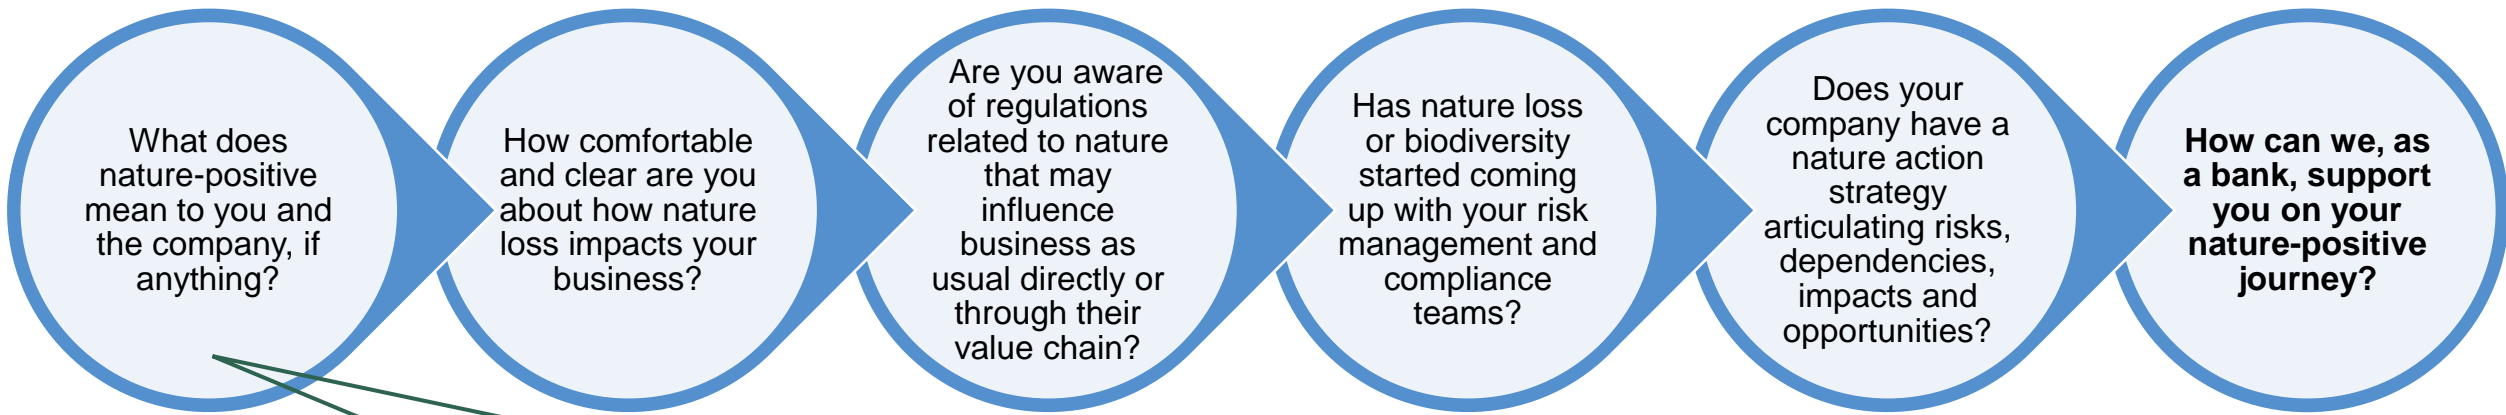 What does
nature-positive
mean to you and
the company, if
anything?
How comfortable
and clear are you
about how nature
loss impacts your
business?
Are you aware
of regulations
related to nature
that may
influence
business as
usual directly or
through their
value chain?
Has nature loss
or biodiversity
started coming
up with your risk
management and
compliance
teams?
Does your
company have a
nature action
strategy
articulating risks,
dependencies,
impacts and
opportunities?
How can we, as
a bank, support
you on your
nature-positive
journey?